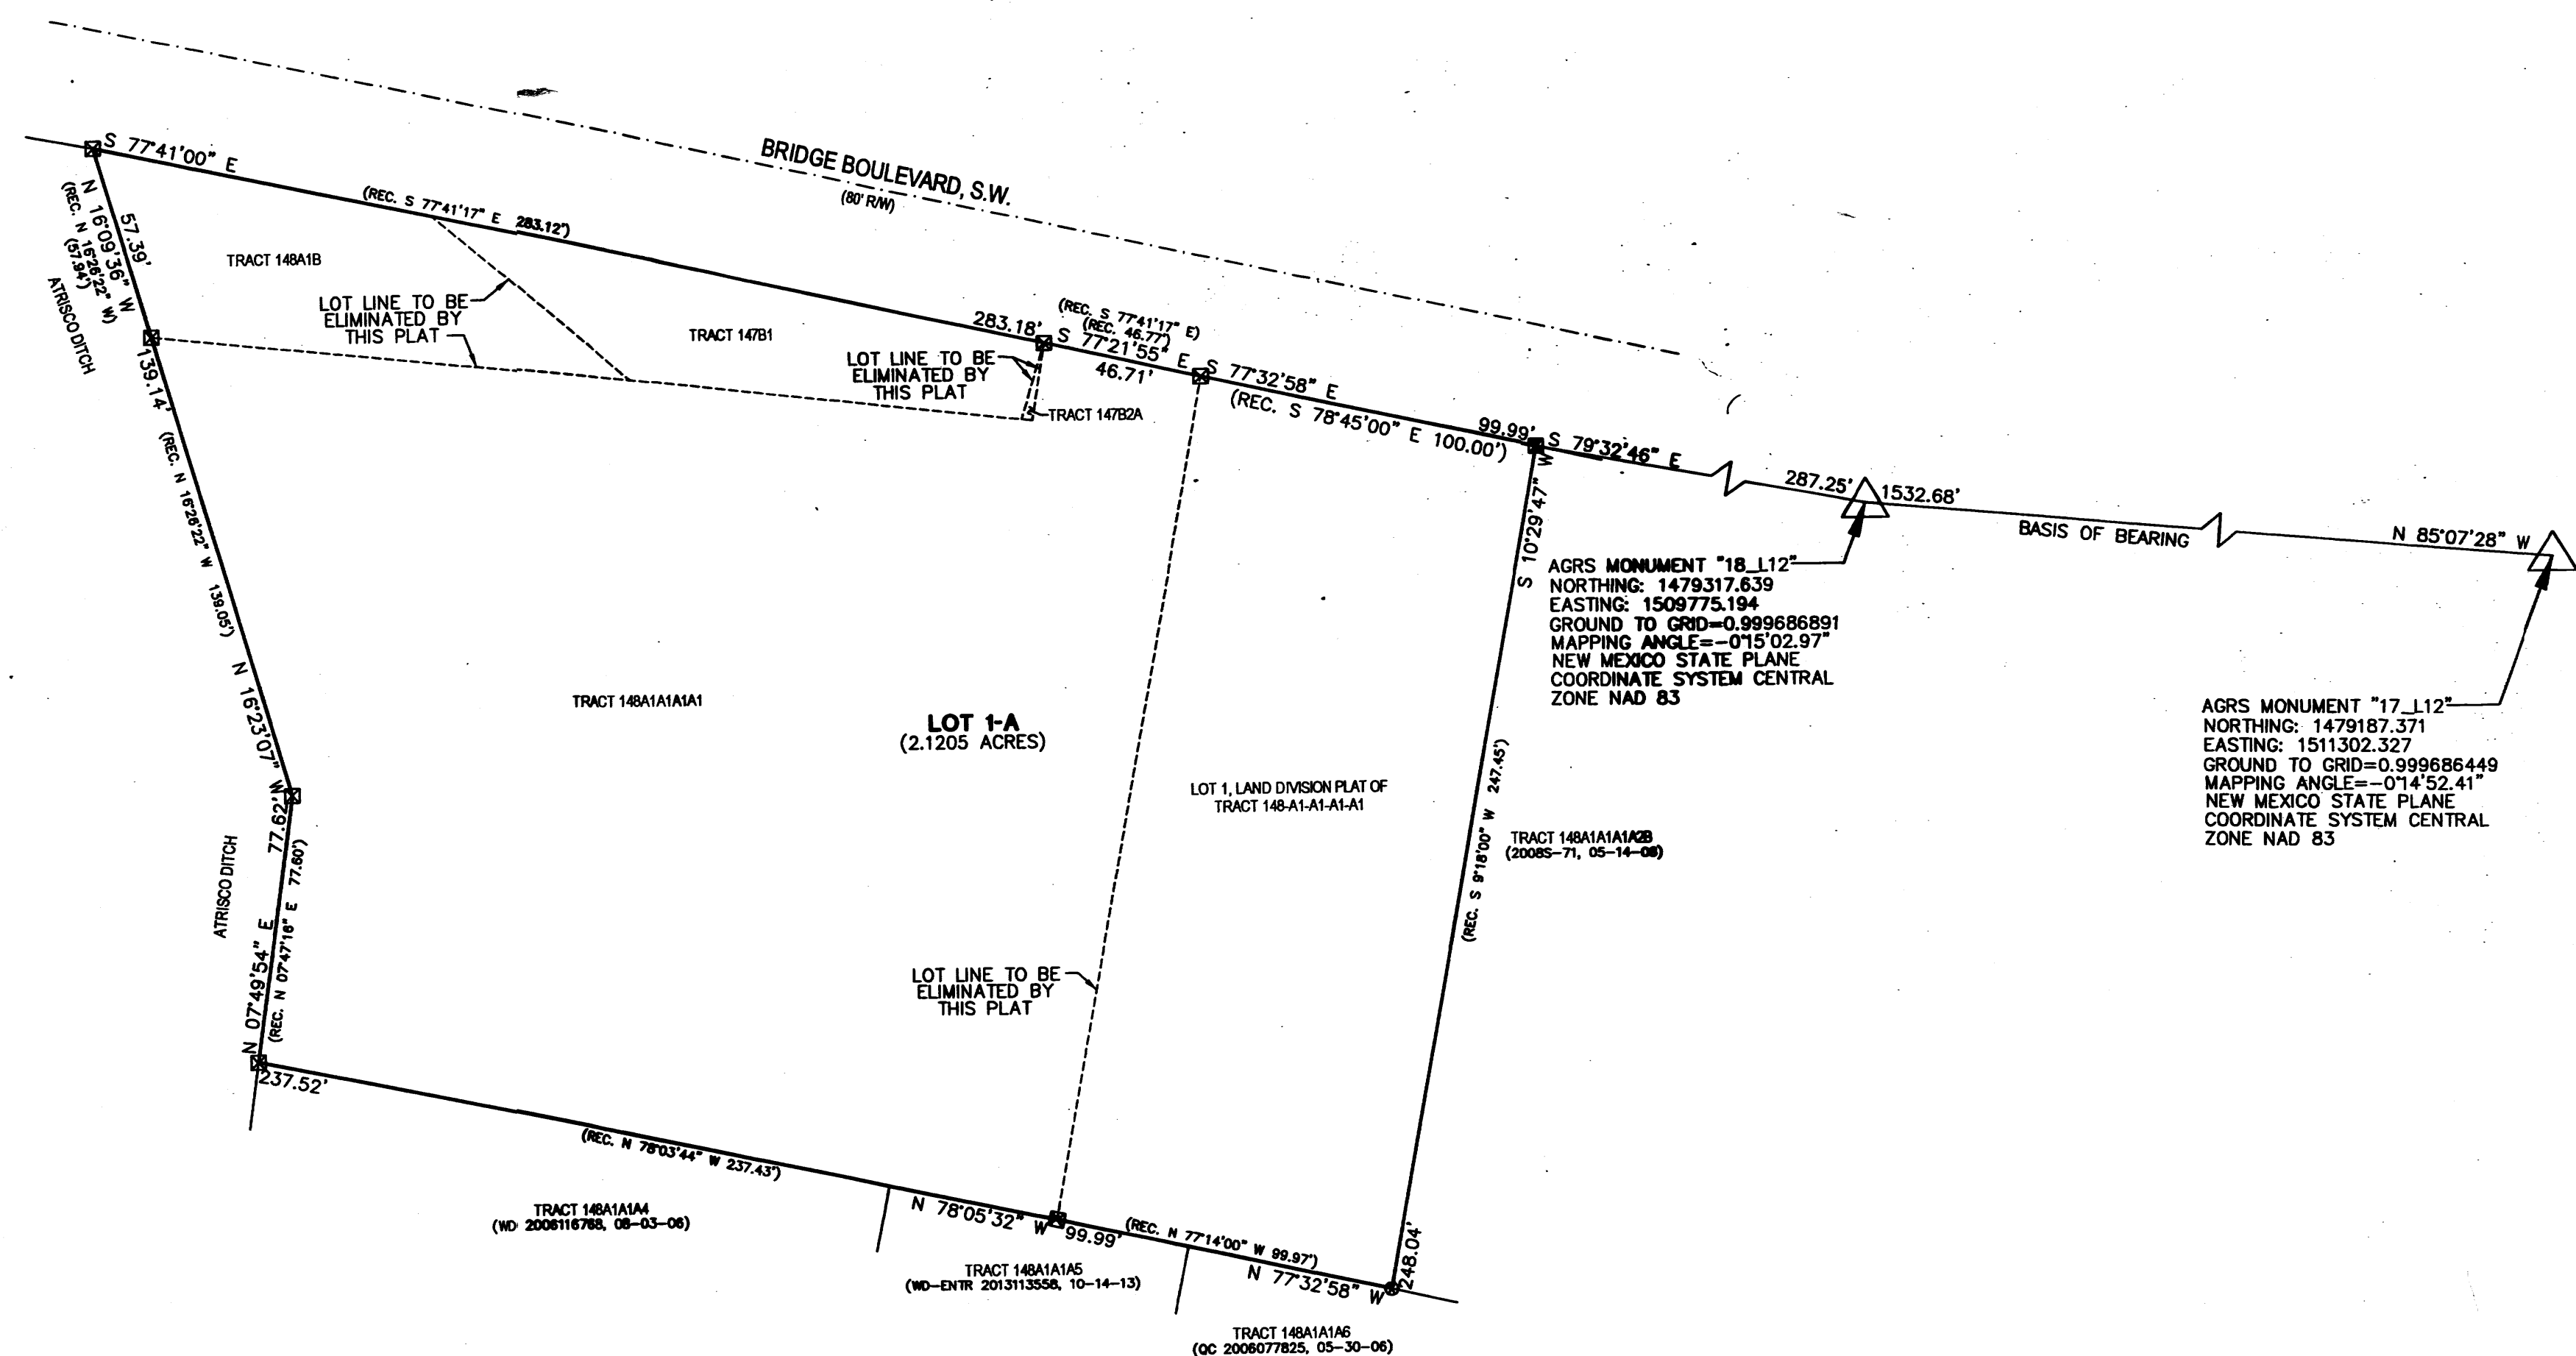 BRIDGE BOULEVARD, S.W.
(80' R/W)
S 77°41'00" E
(REC. S 77°41'17" E 283.12')
283.18'
57.39'
N 16°09'36" W
(REC. N 16°26'22" W)
(57.94')
ATRISCO DITCH
TRACT 148A1B
LOT LINE TO BE
ELIMINATED BY
THIS PLAT
TRACT 147B1
LOT LINE TO BE
ELIMINATED BY
THIS PLAT
TRACT 147B2A
(REC. S 77°41'17" E)
(REC. 46.77')
S 77°21'55" E
46.71'
S 77°32'58" E
(REC. S 78°45'00" E 100.00')
99.99'
S 79°32'46" E
287.25'
1532.68'
BASIS OF BEARING
N 85°07'28" W
AGRS MONUMENT "18_L12"
NORTHING: 1479317.639
EASTING: 1509775.194
GROUND TO GRID=0.999686891
MAPPING ANGLE=-0°15'02.97"
NEW MEXICO STATE PLANE
COORDINATE SYSTEM CENTRAL
ZONE NAD 83
AGRS MONUMENT "17_L12"
NORTHING: 1479187.371
EASTING: 1511302.327
GROUND TO GRID=0.999686449
MAPPING ANGLE=-0°14'52.41"
NEW MEXICO STATE PLANE
COORDINATE SYSTEM CENTRAL
ZONE NAD 83
139.14'
(REC. N 16°26'22" W 139.05')
N 16°23'07" W
TRACT 148A1A1A1A1
LOT 1-A
(2.1205 ACRES)
LOT 1, LAND DIVISION PLAT OF
TRACT 148-A1-A1-A1-A1
S 10°29'47" W
(REC. S 9°18'00" W 247.45')
248.04'
TRACT 148A1A1A1A2B
(2008S-71, 05-14-08)
77.62'
N 07°49'54" E
(REC. N 07°47'16" E 77.60')
ATRISCO DITCH
LOT LINE TO BE
ELIMINATED BY
THIS PLAT
237.52'
(REC. N 78°03'44" W 237.43')
N 78°05'32" W
99.99'
(REC. N 77°14'00" W 99.97')
N 77°32'58" W
TRACT 148A1A1A4
(WD 2006116768, 08-03-06)
TRACT 148A1A1A5
(WD-ENTR 2013113558, 10-14-13)
TRACT 148A1A1A6
(QC 2006077825, 05-30-06)